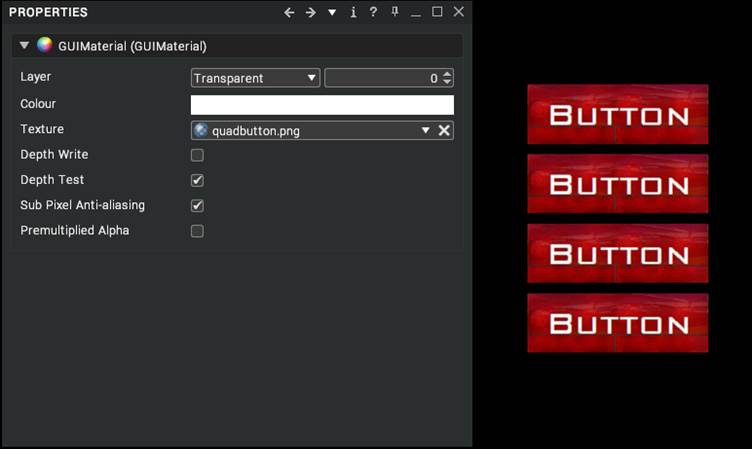 PROPERTIES
GUIMaterial (GUIMaterial)
Layer Transparent 0
Colour
Texture quadbutton.png
Depth Write
Depth Test
Sub Pixel Anti-aliasing
Premultiplied Alpha
BUTTON
BUTTON
BUTTON
BUTTON